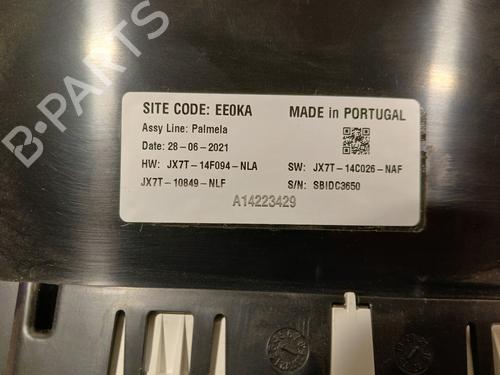 SITE CODE: EE0KA MADE in PORTUGAL
Assy Line: Palmela
Date: 28-06-2021
HW: JX7T-14F094-NLA SW: JX7T-14C026-NAF
JX7T-10849-NLF S/N: SBIDC3650
A14223429
B-PARTS